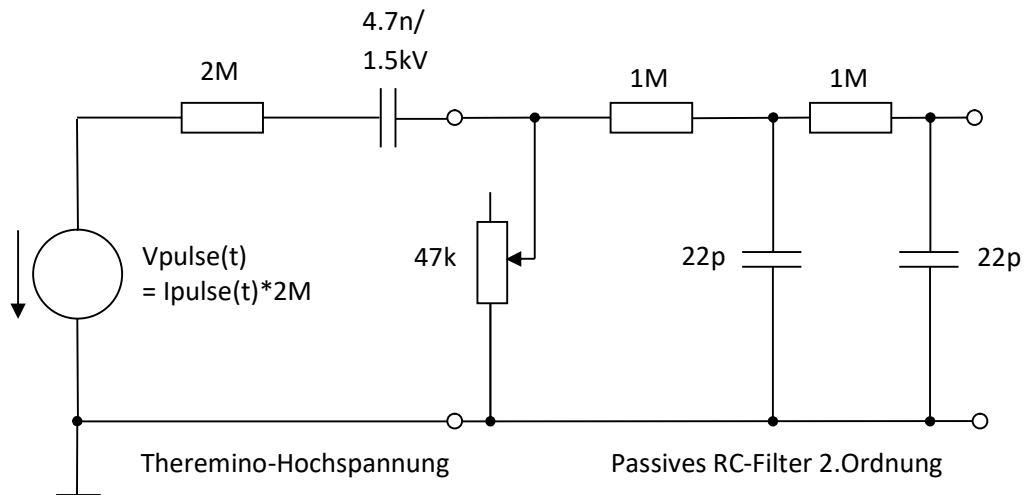 4.7n/
1.5kV
2M
1M
1M
Vpulse(t)
= Ipulse(t)*2M
47k
22p
22p
Theremino-Hochspannung
Passives RC-Filter 2.Ordnung